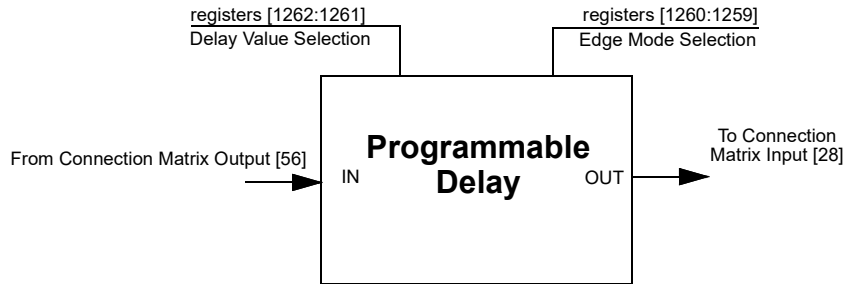 registers [1262:1261]
Delay Value Selection
registers [1260:1259]
Edge Mode Selection
From Connection Matrix Output [56]
IN
Programmable
Delay
OUT
To Connection
Matrix Input [28]